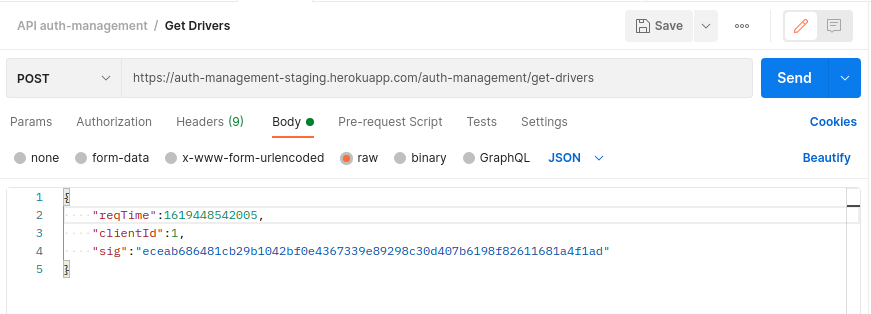 API auth-management / Get Drivers
Save
POST
https://auth-management-staging.herokuapp.com/auth-management/get-drivers
Send
Params Authorization Headers (9) Body Pre-request Script Tests Settings Cookies
none form-data x-www-form-urlencoded raw binary GraphQL JSON Beautify
1 {
2 "reqTime":1619448542005,
3 "clientId":1,
4 "sig":"eceab686481cb29b1042bf0e4367339e89298c30d407b6198f82611681a4f1ad"
5 }